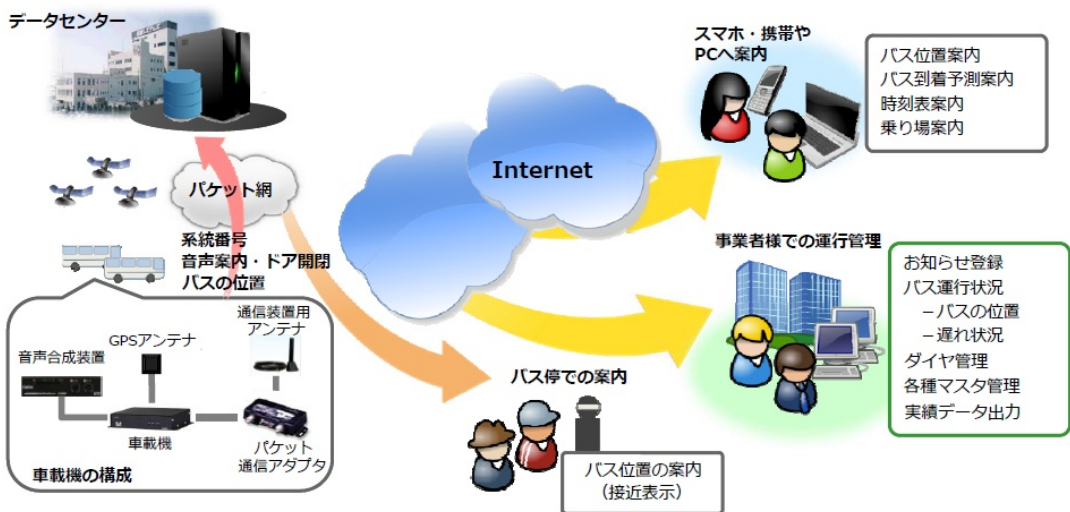 データセンター
パケット網
系統番号
音声案内・ドア開閉
バスの位置
通信装置用
アンテナ
GPSアンテナ
音声合成装置
車載機
パケット
通信アダプタ
車載機の構成
Internet
スマホ・携帯や
PCへ案内
バス位置案内
バス到着予測案内
時刻表案内
乗り場案内
事業者様での運行管理
お知らせ登録
バス運行状況
－バスの位置
－遅れ状況
ダイヤ管理
各種マスタ管理
実績データ出力
バス停での案内
バス位置の案内
（接近表示）